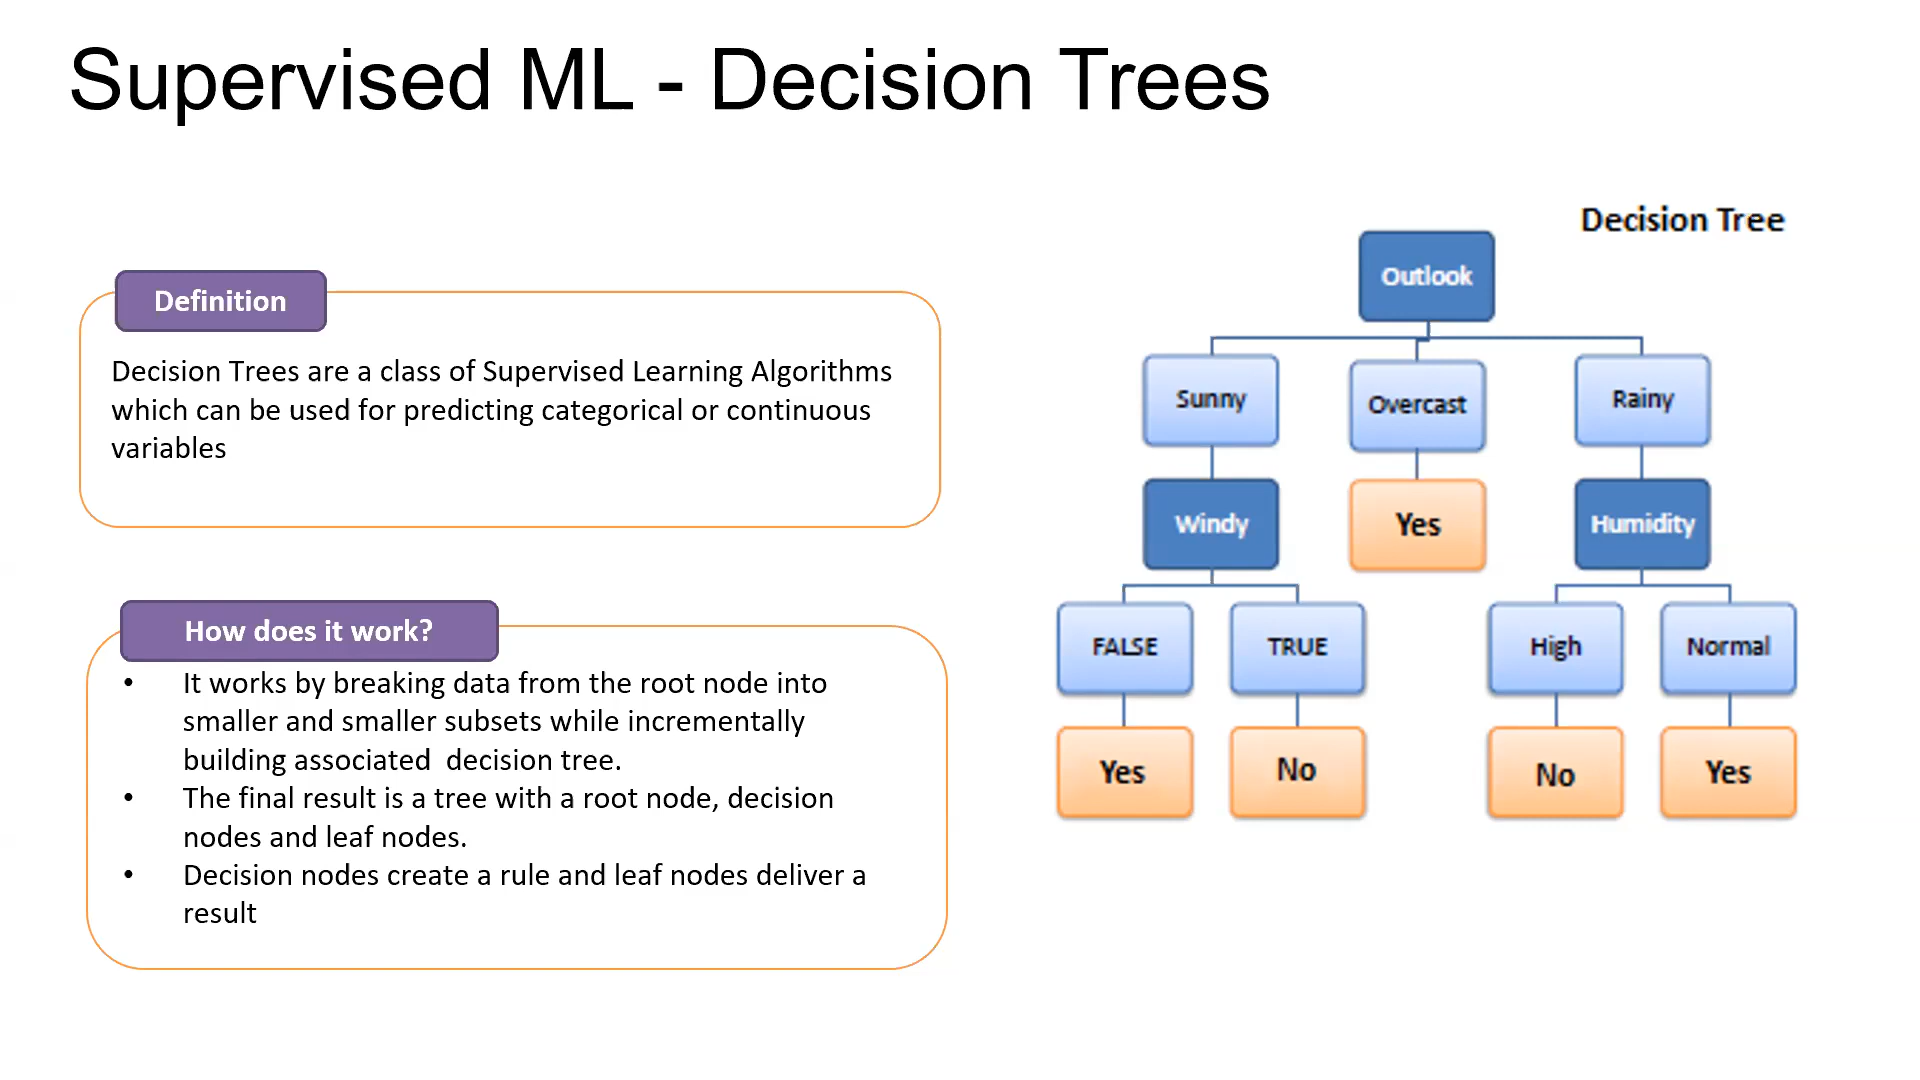 Supervised ML - Decision Trees
Definition
Decision Trees are a class of Supervised Learning Algorithms
which can be used for predicting categorical or continuous
variables
How does it work?
• It works by breaking data from the root node into
smaller and smaller subsets while incrementally
building associated  decision tree.
• The final result is a tree with a root node, decision
nodes and leaf nodes.
• Decision nodes create a rule and leaf nodes deliver a
result
Decision Tree
Outlook
Sunny
Overcast
Rainy
Windy
Yes
Humidity
FALSE
TRUE
High
Normal
Yes
No
No
Yes